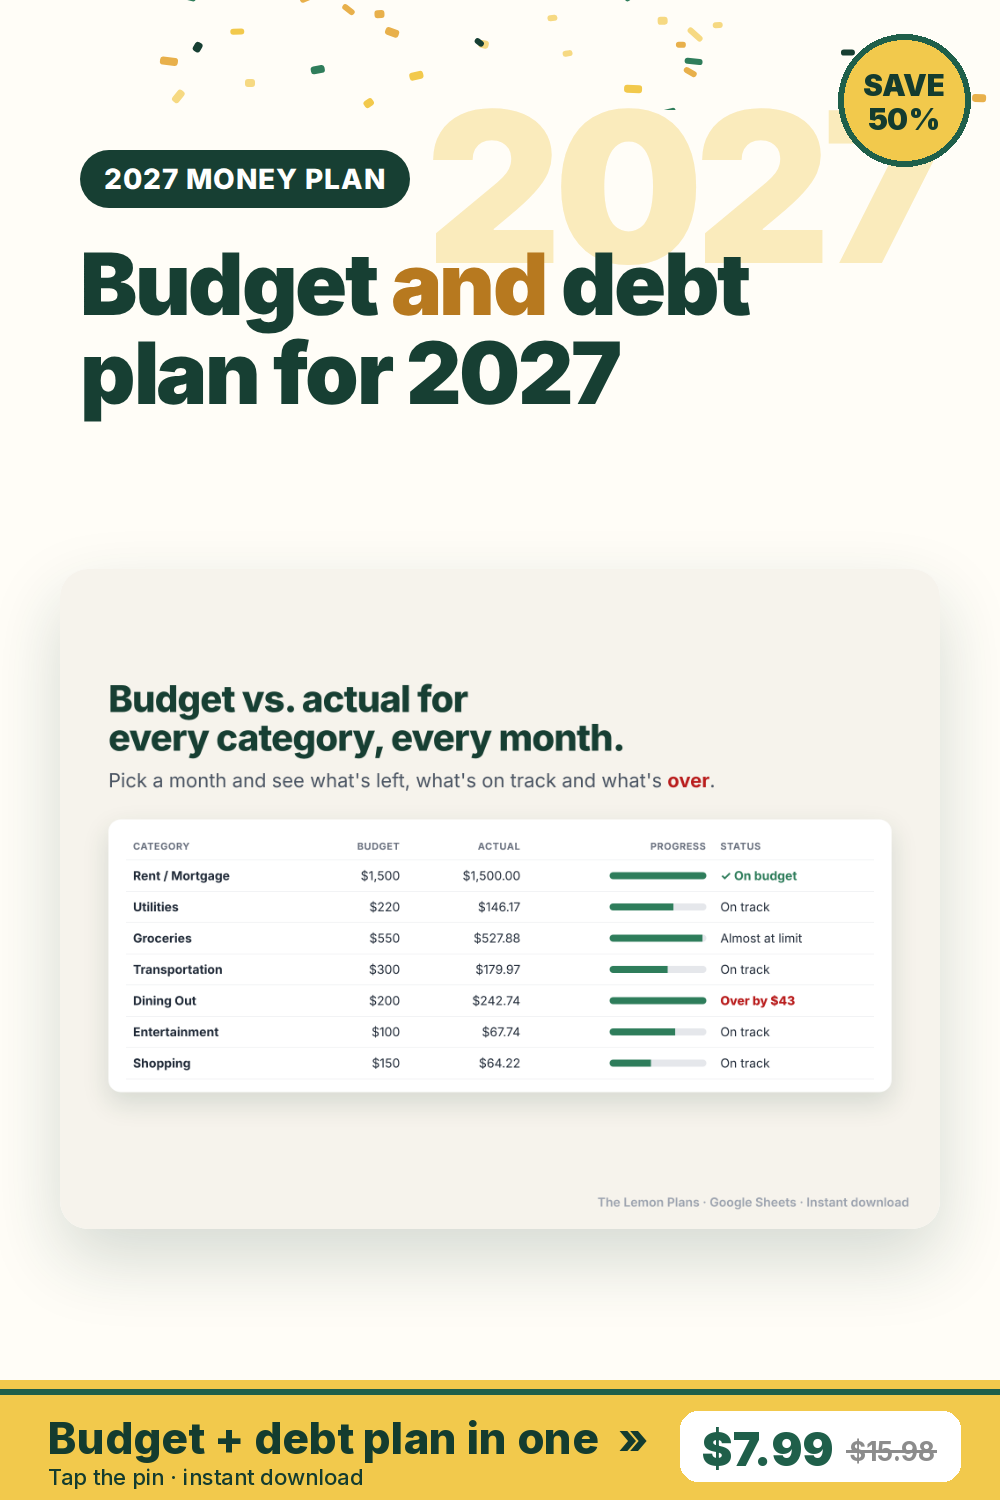 SAVE
50%
2027
2027 MONEY PLAN
Budget and debt
plan for 2027
Budget vs. actual for
every category, every month.
Pick a month and see what's left, what's on track and what's over.
CATEGORY BUDGET ACTUAL PROGRESS STATUS
Rent / Mortgage $1,500 $1,500.00 ✓ On budget
Utilities $220 $146.17 On track
Groceries $550 $527.88 Almost at limit
Transportation $300 $179.97 On track
Dining Out $200 $242.74 Over by $43
Entertainment $100 $67.74 On track
Shopping $150 $64.22 On track
The Lemon Plans · Google Sheets · Instant download
Budget + debt plan in one »
$7.99 $15.98
Tap the pin · instant download